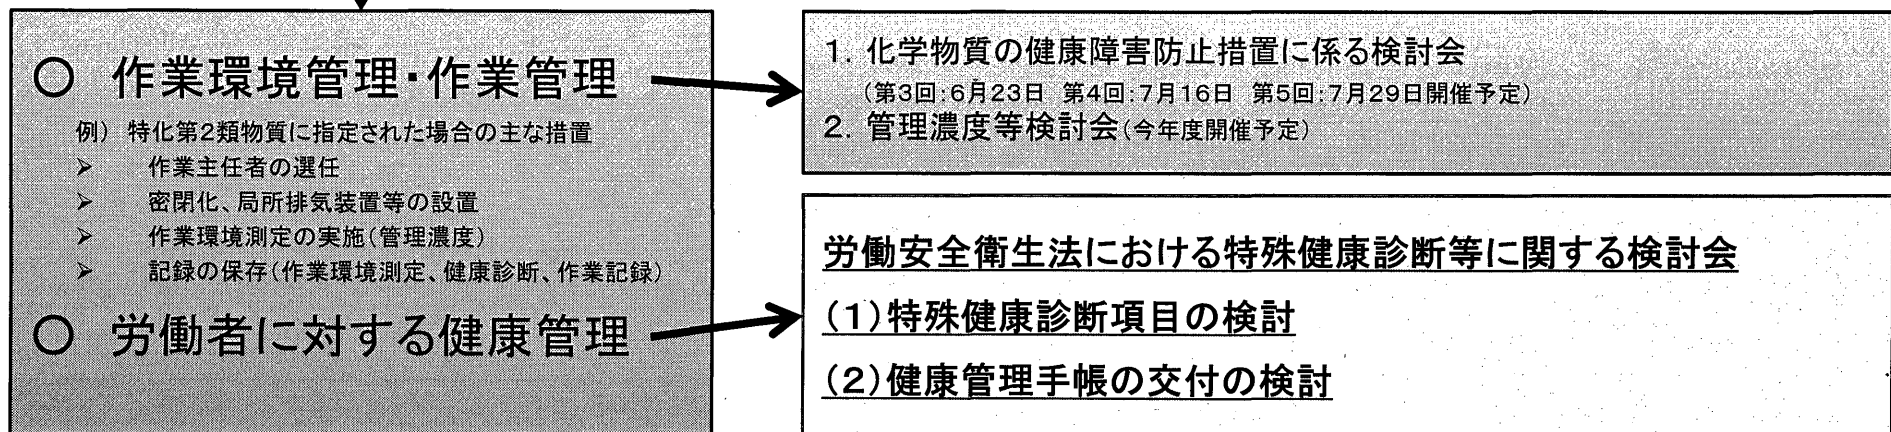 ○ 作業環境管理・作業管理
例) 特化第2類物質に指定された場合の主な措置
➢ 作業主任者の選任
➢ 密閉化、局所排気装置等の設置
➢ 作業環境測定の実施(管理濃度)
➢ 記録の保存(作業環境測定、健康診断、作業記録)
○ 労働者に対する健康管理
1. 化学物質の健康障害防止措置に係る検討会
(第3回:6月23日 第4回:7月16日 第5回:7月29日開催予定)
2. 管理濃度等検討会(今年度開催予定)
労働安全衛生法における特殊健康診断等に関する検討会
(1)特殊健康診断項目の検討
(2)健康管理手帳の交付の検討